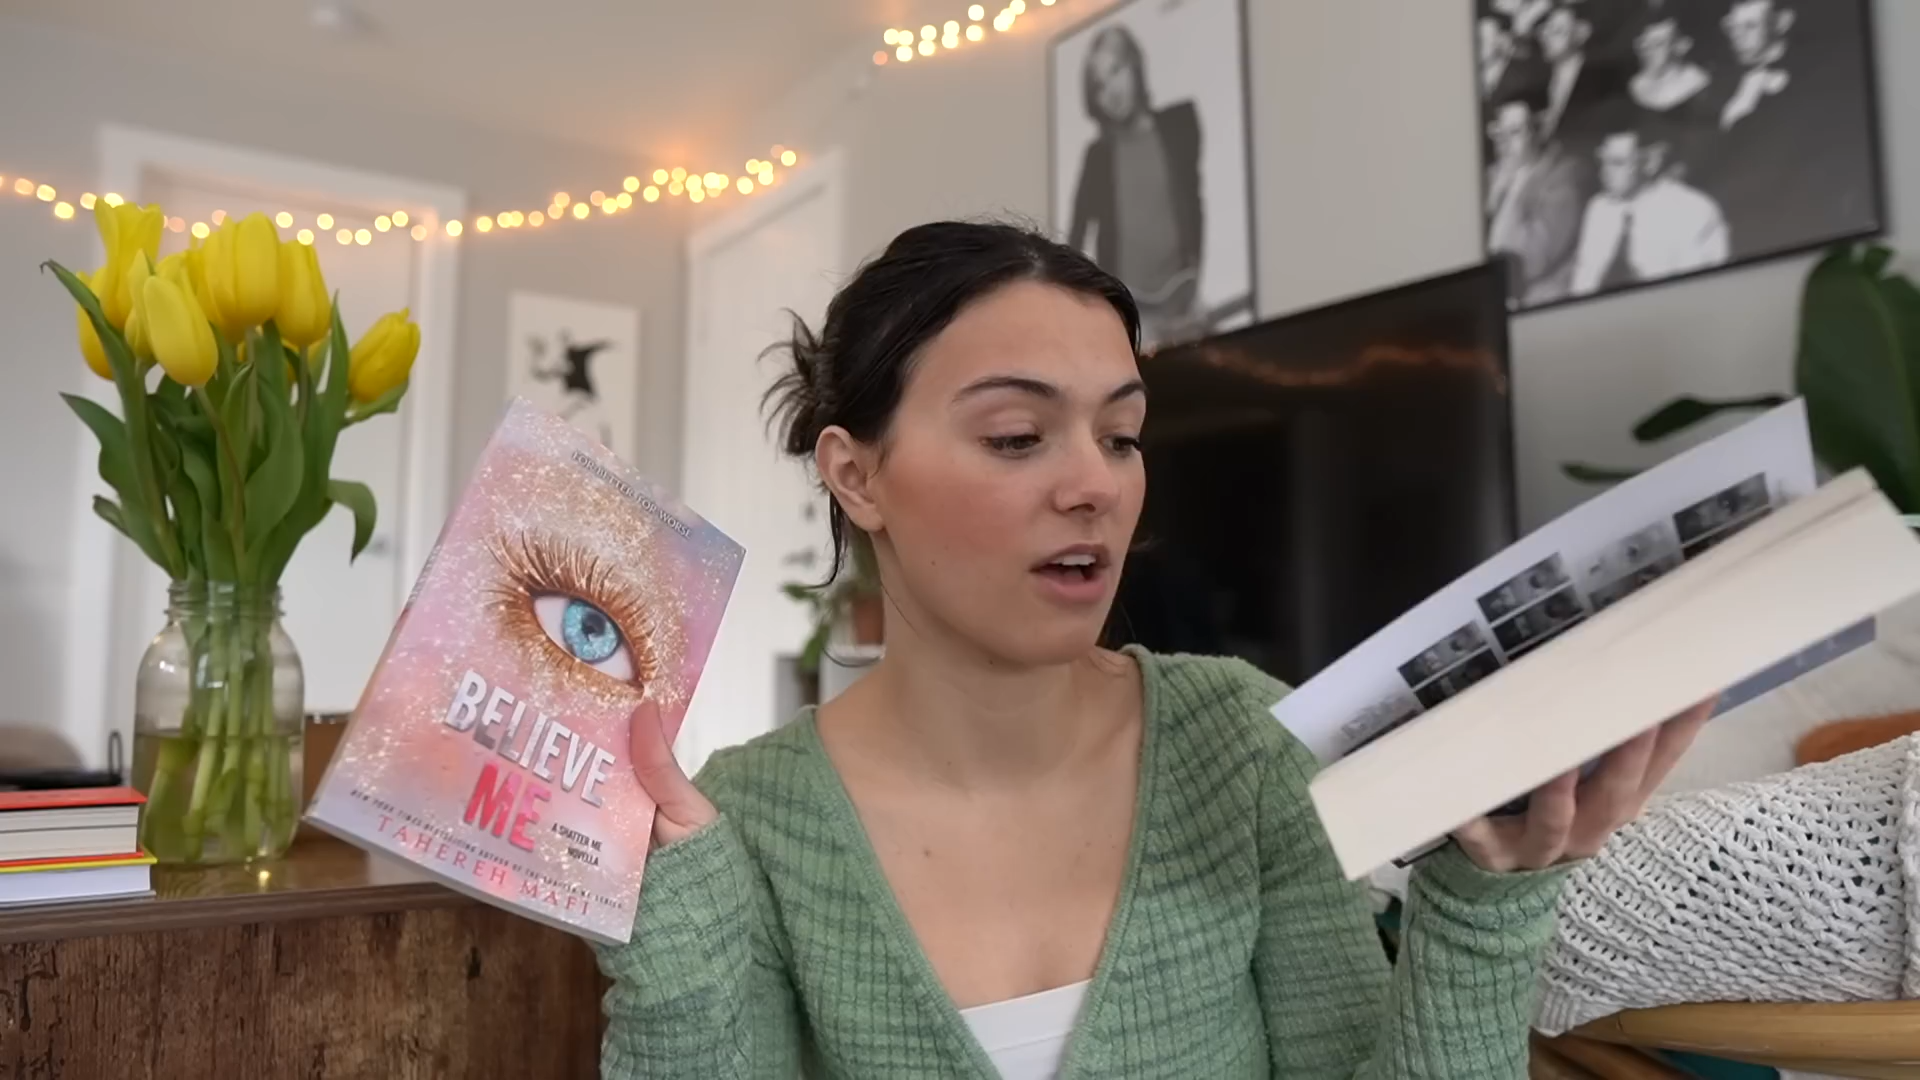 FOR BETTER. FOR WORSE
BELIEVE
ME
A SHATTER ME
NOVELLA
NEW YORK TIMES BESTSELLING AUTHOR OF THE SHATTER ME SERIES
TAHEREH MAFI